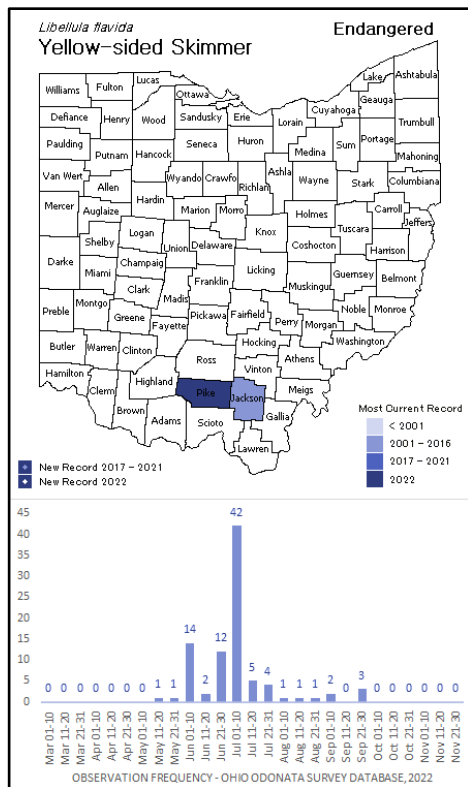 Libellula flavida
Yellow-sided Skimmer
Endangered
Williams
Fulton
Lucas
Ottawa
Lake
Ashtabula
Geauga
Cuyahoga
Defiance
Henry
Wood
Sandusky
Erie
Lorain
Trumbull
Paulding
Putnam
Hancock
Seneca
Huron
Medina
Sum
Portage
Mahoning
Van Wert
Allen
Wyando
Crawfo
Richlan
Ashla
Wayne
Stark
Columbiana
Mercer
Auglaize
Hardin
Marion
Morro
Holmes
Carroll
Jeffers
Tuscara
Shelby
Logan
Union
Delaware
Knox
Coshocton
Harrison
Darke
Champaig
Licking
Guernsey
Belmont
Miami
Clark
Madis
Franklin
Muskingu
Preble
Montgo
Greene
Pickawa
Fairfield
Perry
Morgan
Noble
Monroe
Fayette
Washington
Butler
Warren
Clinton
Hocking
Athens
Hamilton
Ross
Vinton
Clerm
Highland
Pike
Jackson
Meigs
Brown
Adams
Scioto
Gallia
Lawren
Most Current Record
< 2001
2001 - 2016
2017 - 2021
2022
New Record 2017 - 2021
New Record 2022
45
40
35
30
25
20
15
10
5
0
0 0 0 0 0 0 0 1 1 14 2 12 42 5 4 1 1 1 2 0 3 0 0 0 0 0 0
Mar 01-10
Mar 11-20
Mar 21-31
Apr 01-10
Apr 11-20
Apr 21-30
May 01-10
May 11-20
May 21-31
Jun 01-10
Jun 11-20
Jun 21-30
Jul 01-10
Jul 11-20
Jul 21-31
Aug 01-10
Aug 11-20
Aug 21-31
Sep 01-10
Sep 11-20
Sep 21-30
Oct 01-10
Oct 11-20
Oct 21-31
Nov 01-10
Nov 11-20
Nov 21-30
OBSERVATION FREQUENCY - OHIO ODONATA SURVEY DATABASE, 2022